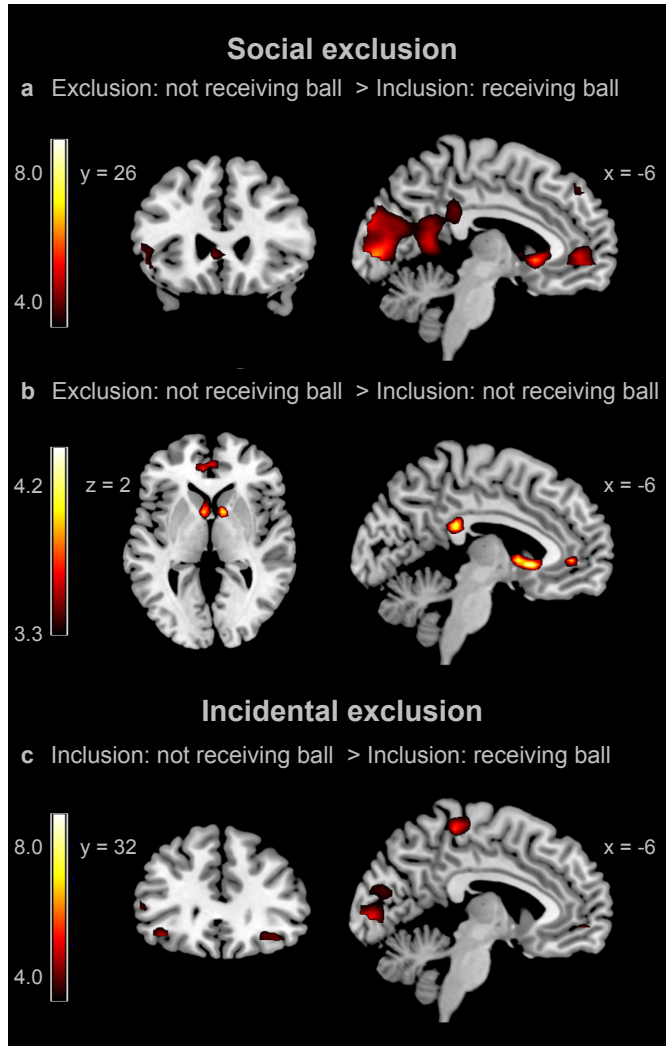 Social exclusion
a Exclusion: not receiving ball > Inclusion: receiving ball
8.0
y = 26
x = -6
4.0
b Exclusion: not receiving ball > Inclusion: not receiving ball
4.2
z = 2
x = -6
3.3
Incidental exclusion
c Inclusion: not receiving ball > Inclusion: receiving ball
8.0
y = 32
x = -6
4.0